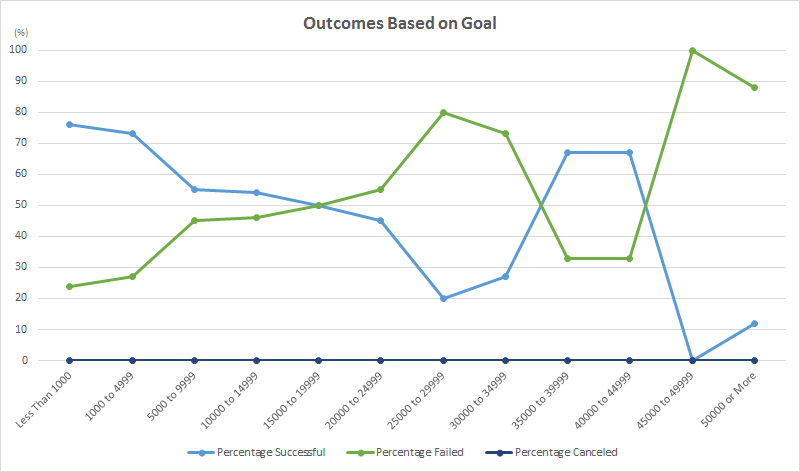 Outcomes Based on Goal
(%)
100
90
80
70
60
50
40
30
20
10
0
Less Than 1000
1000 to 4999
5000 to 9999
10000 to 14999
15000 to 19999
20000 to 24999
25000 to 29999
30000 to 34999
35000 to 39999
40000 to 44999
45000 to 49999
50000 or More
Percentage Successful
Percentage Failed
Percentage Canceled